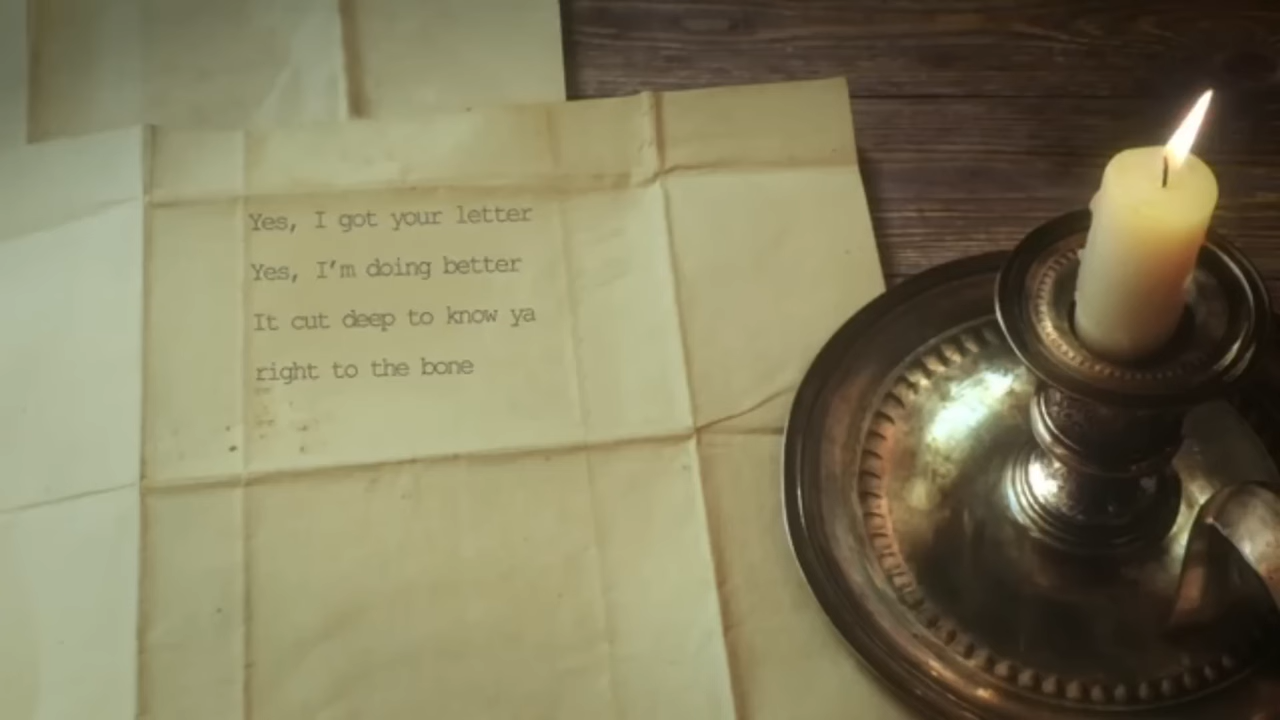 Yes, I got your letter
Yes, I'm doing better
It cut deep to know ya
right to the bone